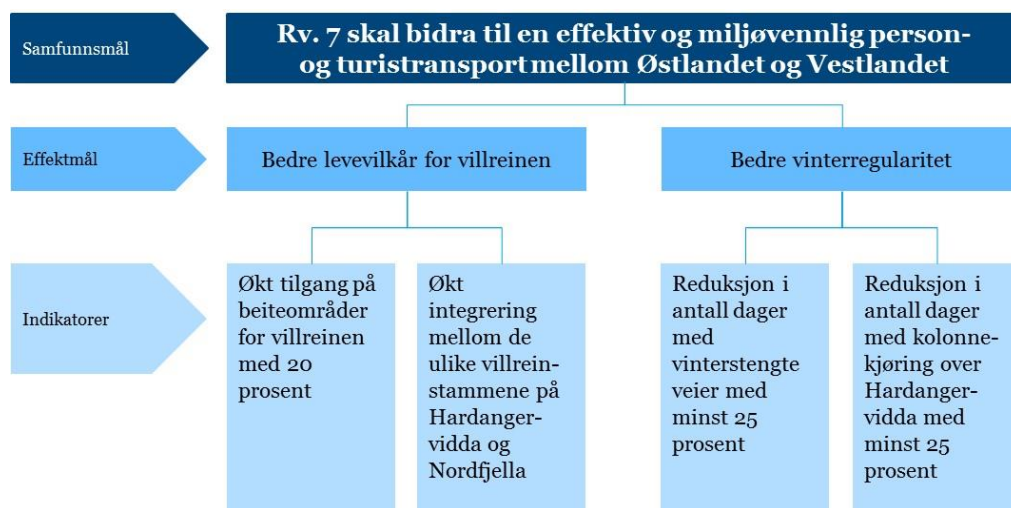 Samfunnsmål
Rv. 7 skal bidra til en effektiv og miljøvennlig person-
og turistransport mellom Østlandet og Vestlandet
Effektmål
Bedre levevilkår for villreinen
Bedre vinterregularitet
Indikatorer
Økt tilgang på
beiteområder
for villreinen
med 20
prosent
Økt
integrering
mellom de
ulike villrein-
stammene på
Hardanger-
vidda og
Nordfjella
Reduksjon i
antall dager
med
vinterstengte
veier med
minst 25
prosent
Reduksjon i
antall dager
med kolonne-
kjøring over
Hardanger-
vidda med
minst 25
prosent